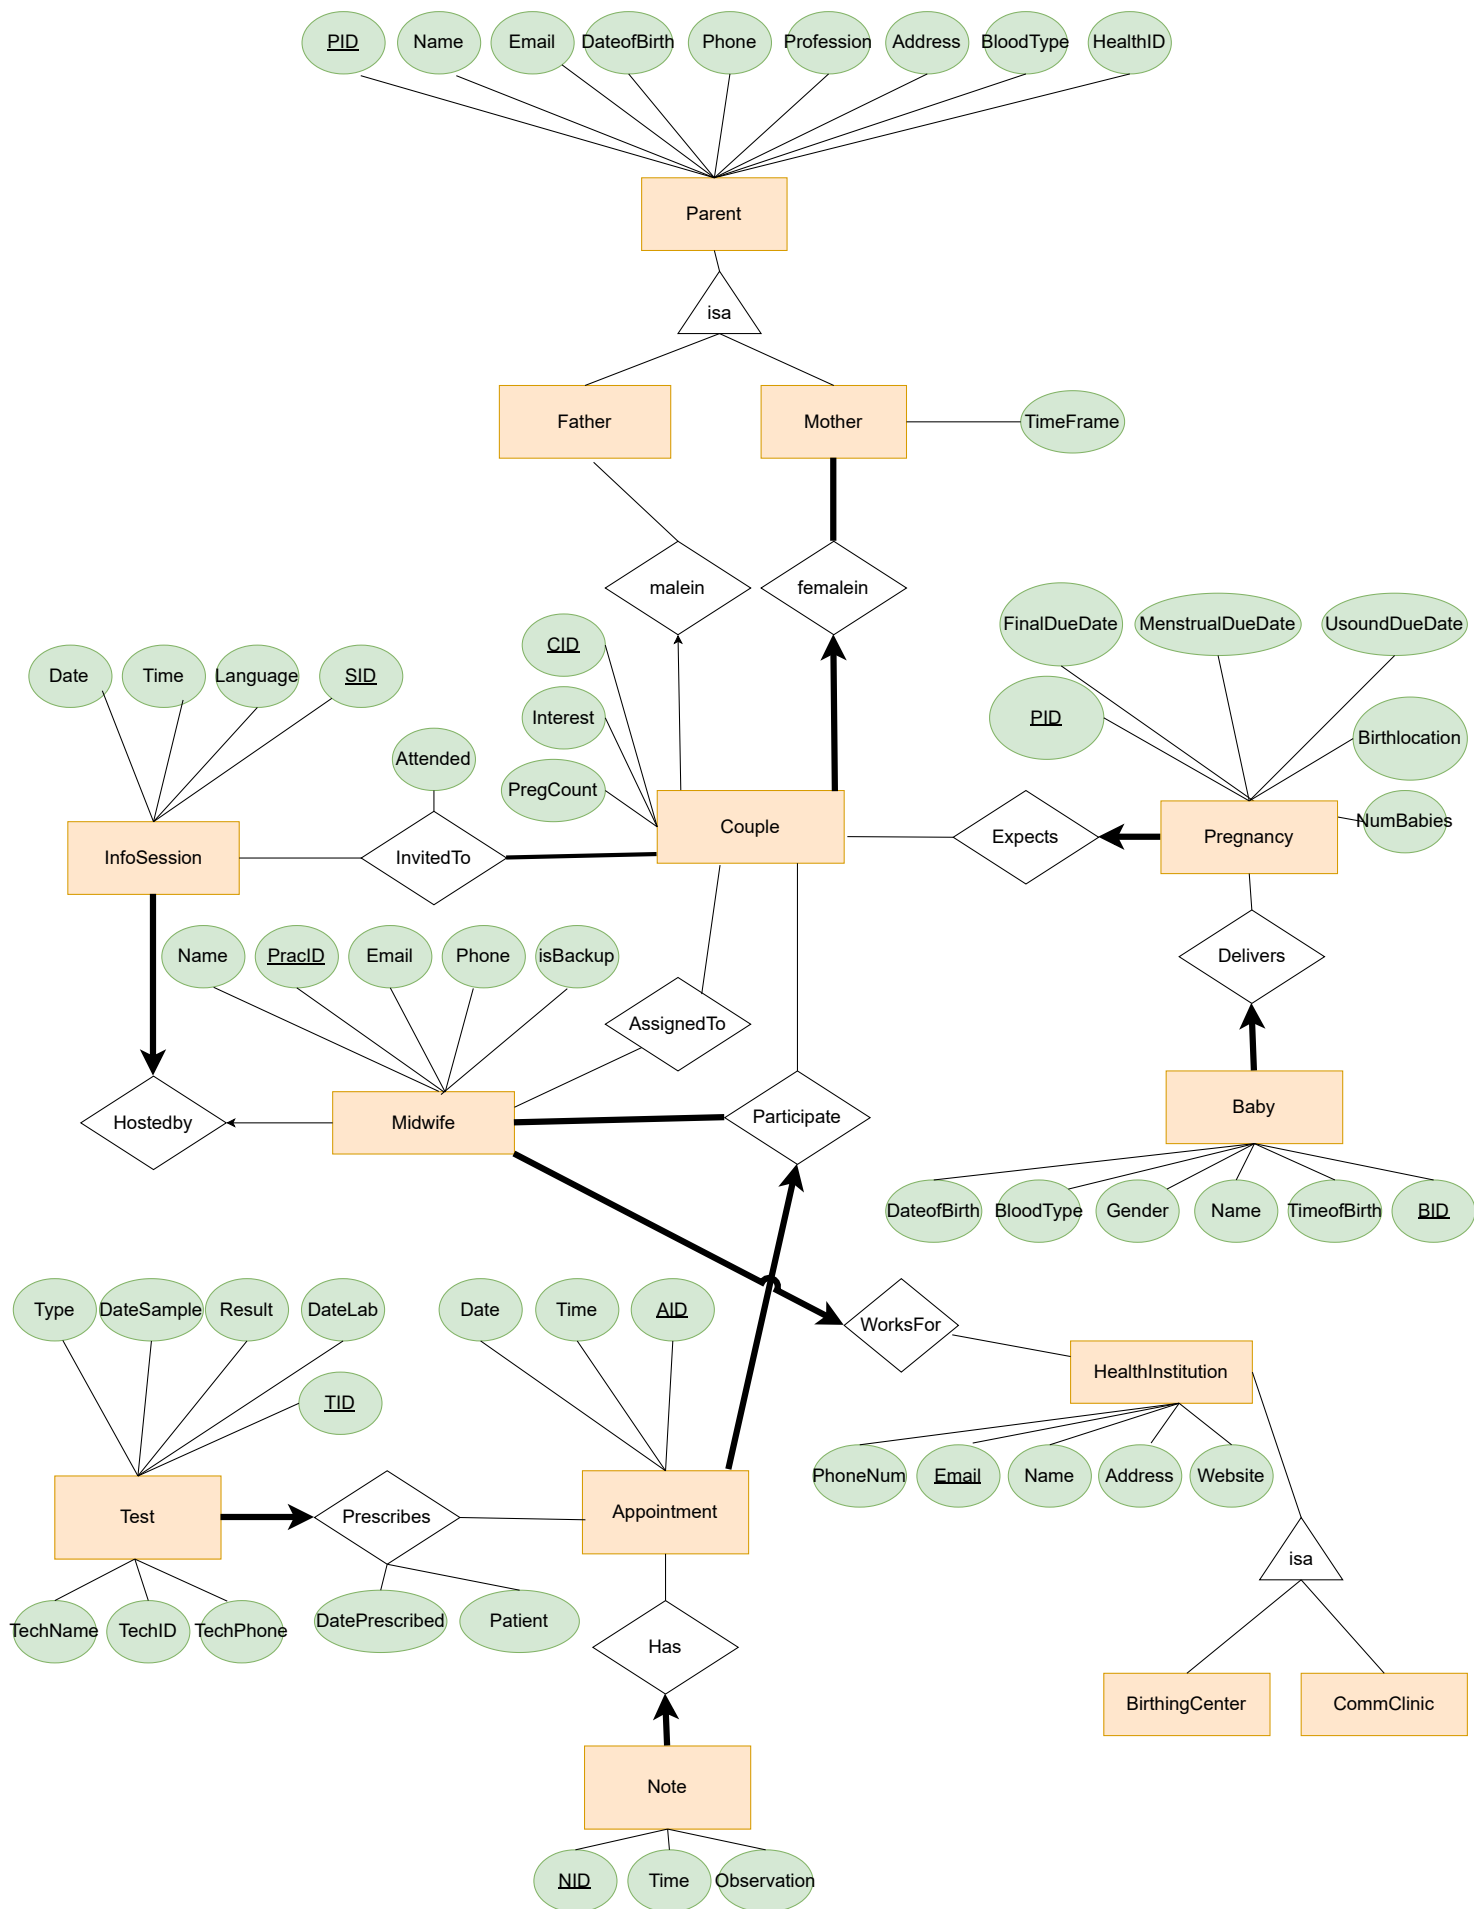 PID
Name
Email
DateofBirth
Phone
Profession
Address
BloodType
HealthID
Parent
isa
Father
Mother
TimeFrame
malein
femalein
FinalDueDate
MenstrualDueDate
UsoundDueDate
CID
Date
Time
Language
SID
Interest
PID
Birthlocation
Attended
PregCount
NumBabies
InfoSession
InvitedTo
Couple
Expects
Pregnancy
Name
PracID
Email
Phone
isBackup
Delivers
AssignedTo
Hostedby
Midwife
Participate
Baby
DateofBirth
BloodType
Gender
Name
TimeofBirth
BID
Type
DateSample
Result
DateLab
Date
Time
AID
WorksFor
HealthInstitution
TID
PhoneNum
Email
Name
Address
Website
Test
Prescribes
Appointment
isa
TechName
TechID
TechPhone
DatePrescribed
Patient
Has
BirthingCenter
CommClinic
Note
NID
Time
Observation